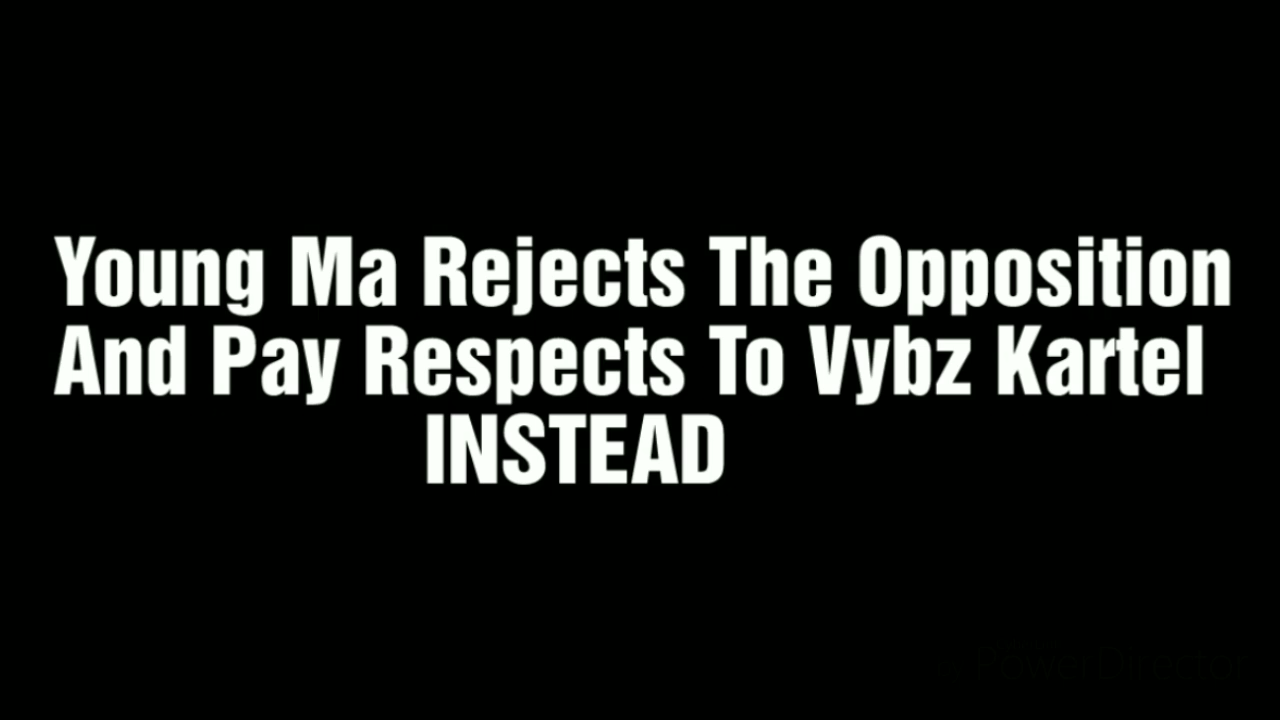 Young Ma Rejects The Opposition
And Pay Respects To Vybz Kartel
INSTEAD
PowerDirector